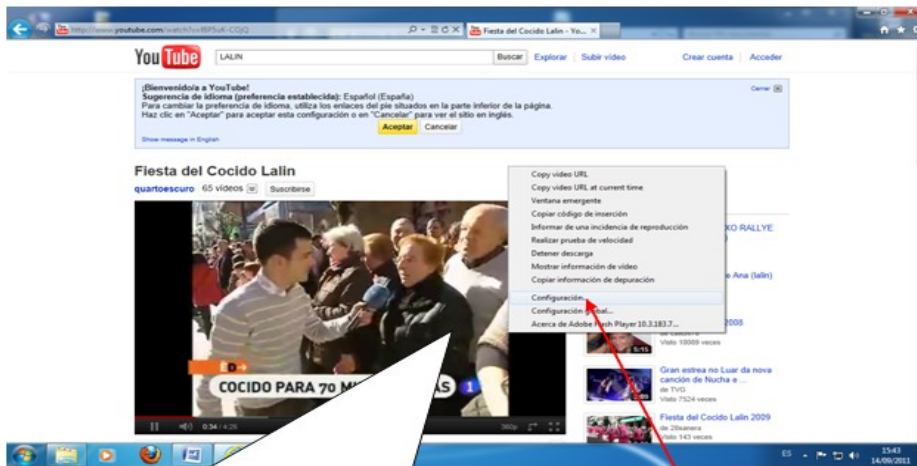 youtube.com
Fiesta del Cocido Lalin - Yo...
You Tube
LALIN
Buscar
Explorar
Subir vídeo
Crear cuenta
Acceder
¡Bienvenido/a a YouTube!
Cerrar
Sugerencia de idioma (preferencia establecida): Español (España)
Para cambiar la preferencia de idioma, utiliza los enlaces del pie situados en la parte inferior de la página.
Haz clic en "Aceptar" para aceptar esta configuración o en "Cancelar" para ver el sitio en inglés.
Aceptar
Cancelar
Show message in English
Fiesta del Cocido Lalin
quartoescuro 65 vídeos
Suscribirse
Copy video URL
Copy video URL at current time
Ventana emergente
Copiar código de inserción
Informar de una incidencia de reproducción
Realizar prueba de velocidad
Detener descarga
Mostrar información de vídeo
Copiar información de depuración
Configuración...
Configuración global...
Acerca de Adobe Flash Player 10.3.183.7...
XO RALLYE
e Ana (lalin)
2008
Visto 10009 veces
5:15
Gran estrea no Luar da nova
canción de Nucha e ...
de TVG
Visto 7524 veces
Fiesta del Cocido Lalin 2009
de 28sanera
Visto 143 veces
COCIDO PARA 70 M
AS
1
0:34 / 4:26
360p
ES
15:43
14/09/2011